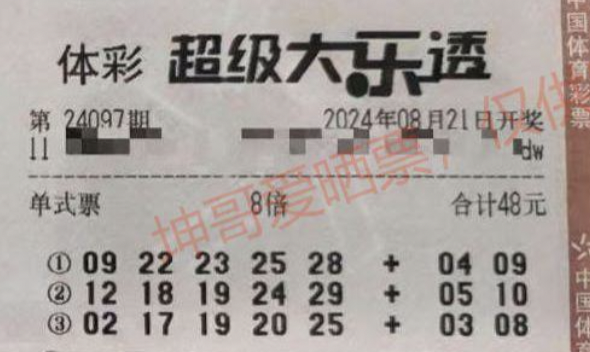 体彩 超级大乐透
第 24097期 2024年08月21日开奖
11 dw
单式票 8倍 合计48元
① 09 22 23 25 28 + 04 09
② 12 18 19 24 29 + 05 10
③ 02 17 19 20 25 + 03 08
坤哥爱晒票，仅供
中国体育彩票
中国体育